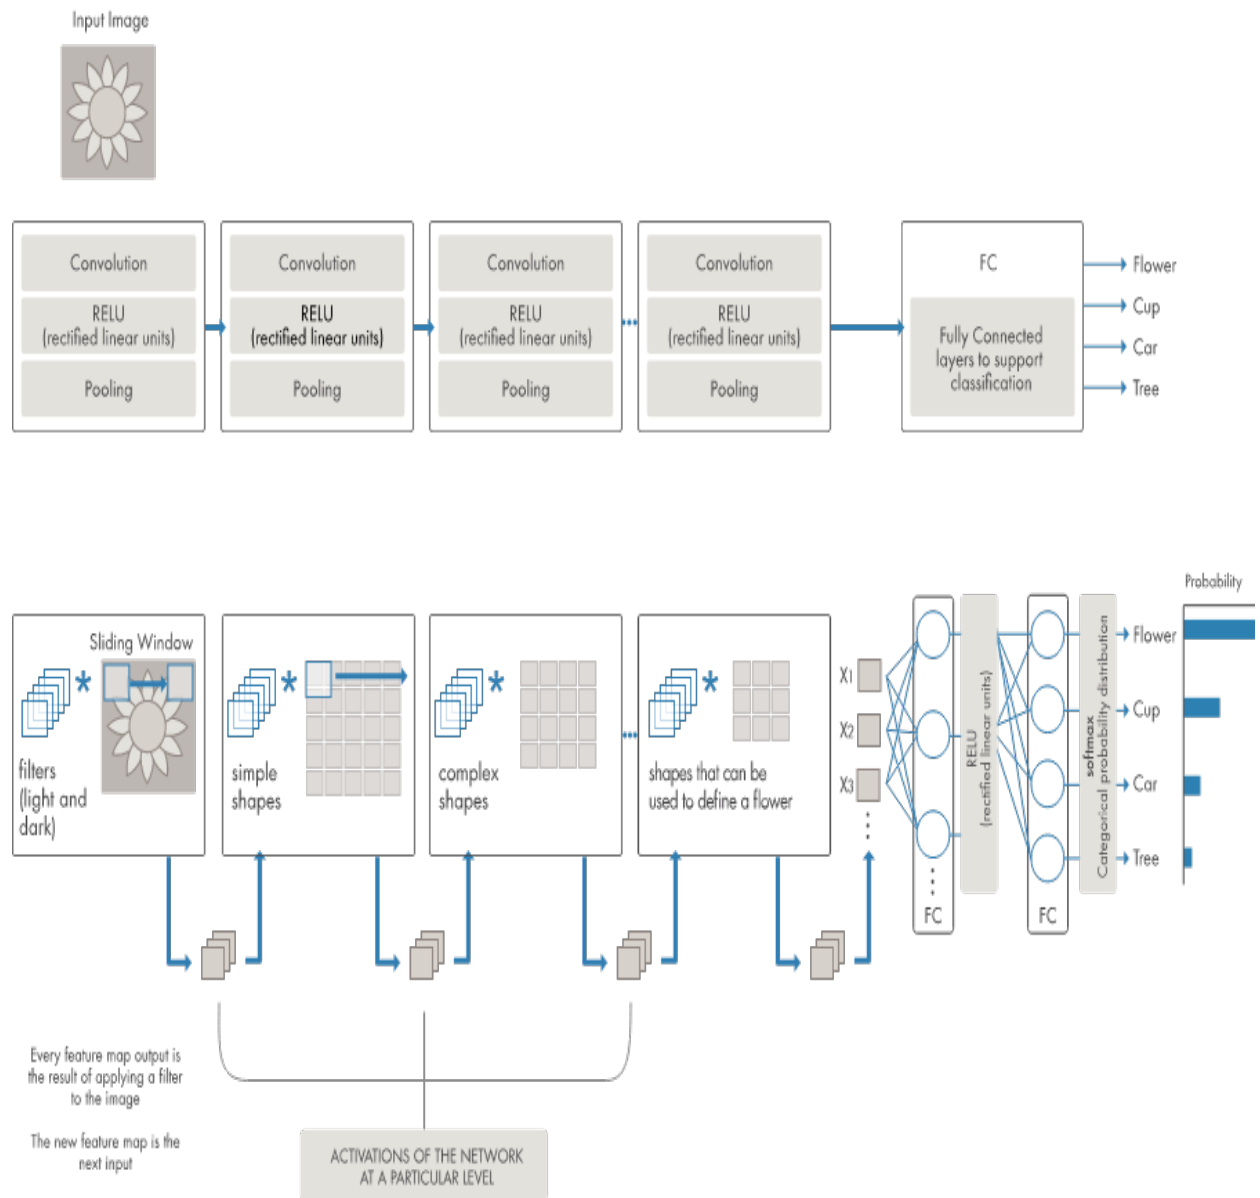 Input Image
Convolution
RELU
(rectified linear units)
Pooling
Convolution
RELU
(rectified linear units)
Pooling
Convolution
RELU
(rectified linear units)
Pooling
...
Convolution
RELU
(rectified linear units)
Pooling
FC
Fully Connected
layers to support
classification
Flower
Cup
Car
Tree
Sliding Window
*
filters
(light and
dark)
*
simple
shapes
*
complex
shapes
...
*
shapes that can be
used to define a flower
X1
X2
X3
FC
RELU
(rectified linear units)
FC
softmax
Categorical probability distribution
Probability
Flower
Cup
Car
Tree
Every feature map output is
the result of applying a filter
to the image
The new feature map is the
next input
ACTIVATIONS OF THE NETWORK
AT A PARTICULAR LEVEL